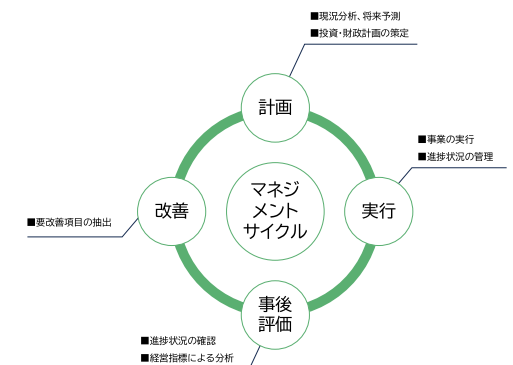 ■現況分析、将来予測
■投資・財政計画の策定
計画
■事業の実行
■進捗状況の管理
マネジ
メント
サイクル
改善
実行
■要改善項目の抽出
事後
評価
■進捗状況の確認
■経営指標による分析